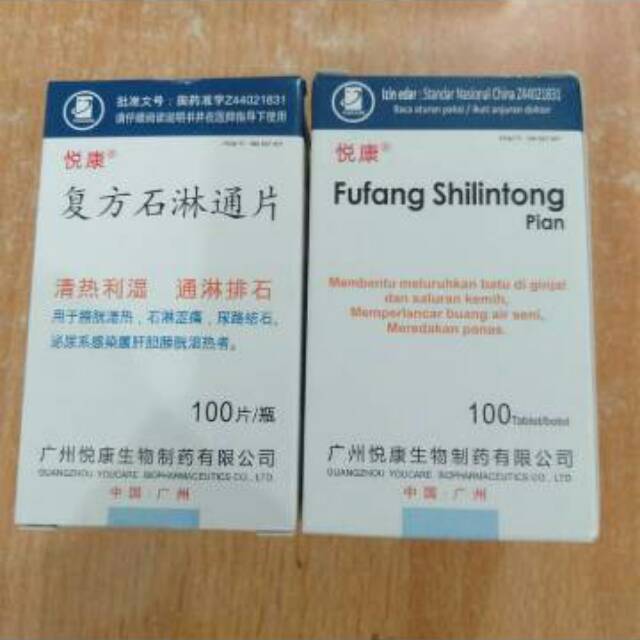 批准文号：国药准字Z44021831
请仔细阅读说明书并在医师指导下使用
悦康®
复方石淋通片
清热利湿 通淋排石
用于膀胱湿热，石淋涩痛，尿路结石。
泌尿系感染属肝胆膀胱湿热者。
100片/瓶
广州悦康生物制药有限公司
GUANGZHOU YOUCARE BIOPHARMACEUTICS CO., LTD.
中国·广州
Izin edar : Standar Nasional China Z44021831
Baca aturan pakai / Ikuti anjuran dokter
悦康®
Fufang Shilintong
Pian
Membantu meluruhkan batu di ginjal
dan saluran kemih,
Memperlancar buang air seni,
Meredakan panas.
100Tablet/botol
广州悦康生物制药有限公司
GUANGZHOU YOUCARE BIOPHARMACEUTICS CO., LTD.
中国·广州